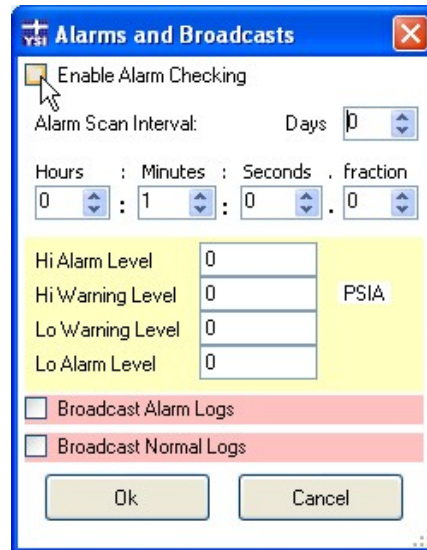 YSI Alarms and Broadcasts
Enable Alarm Checking
Alarm Scan Interval: Days 0
Hours : Minutes : Seconds . fraction
0 : 1 : 0 . 0
Hi Alarm Level 0
Hi Warning Level 0 PSIA
Lo Warning Level 0
Lo Alarm Level 0
Broadcast Alarm Logs
Broadcast Normal Logs
Ok Cancel